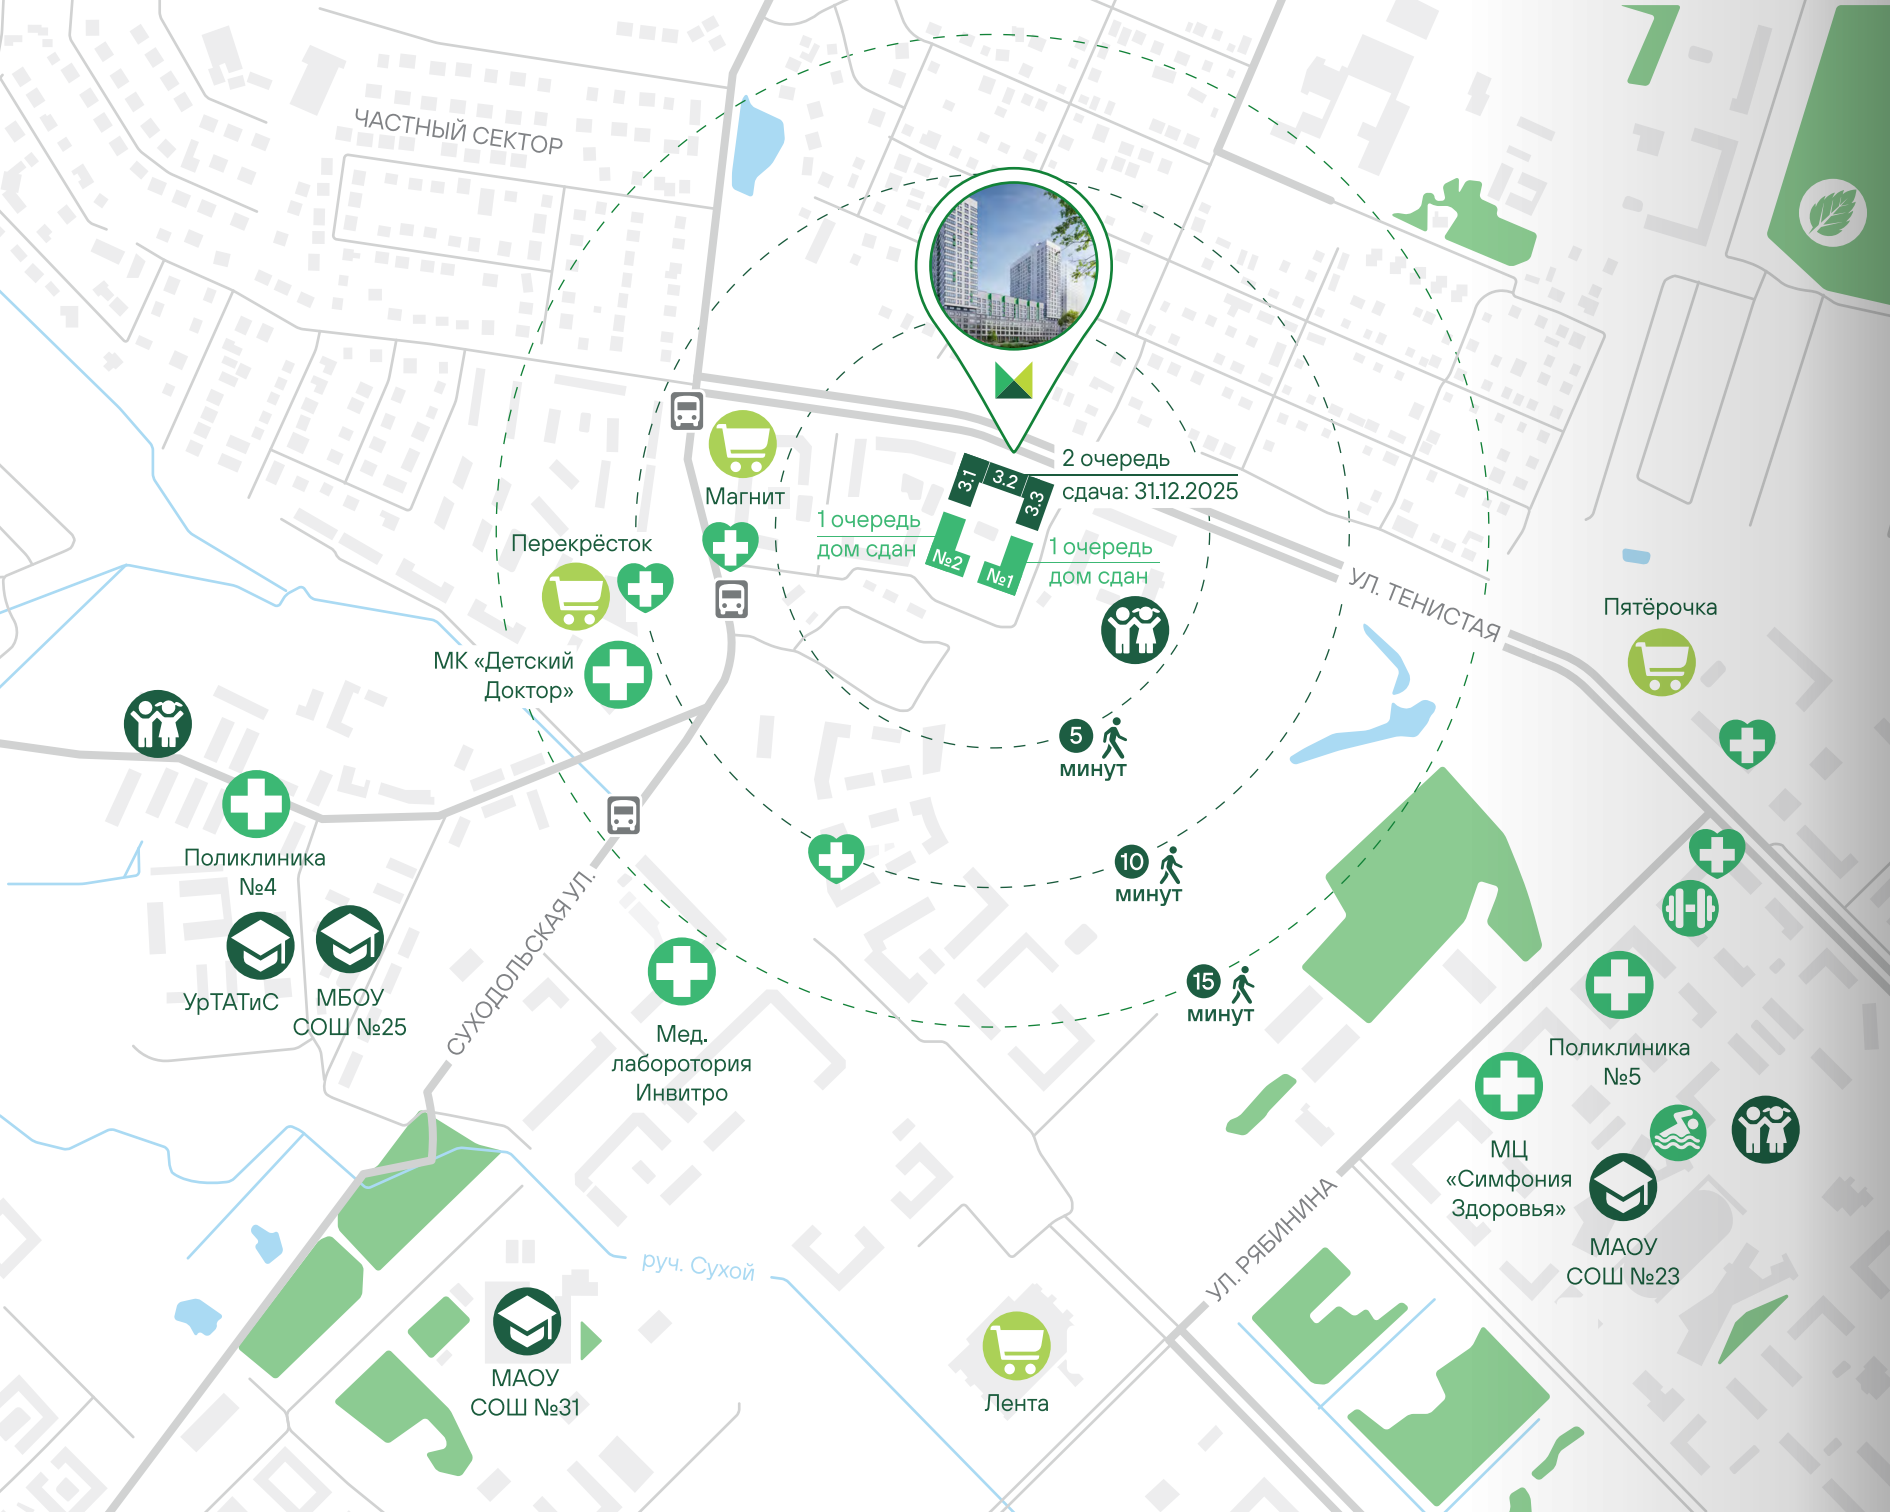 ЧАСТНЫЙ СЕКТОР
2 очередь
сдача: 31.12.2025
3.1
3.2
3.3
Магнит
1 очередь
дом сдан
№2
1 очередь
дом сдан
№1
Перекрёсток
УЛ. ТЕНИСТАЯ
Пятёрочка
МК «Детский
Доктор»
5
минут
10
минут
15
минут
Поликлиника
№4
СУХОДОЛЬСКАЯ УЛ.
УрТАТиС
МБОУ
СОШ №25
Мед.
лаборотория
Инвитро
Поликлиника
№5
МЦ
«Симфония
Здоровья»
УЛ. РЯБИНИНА
МАОУ
СОШ №23
руч. Сухой
МАОУ
СОШ №31
Лента